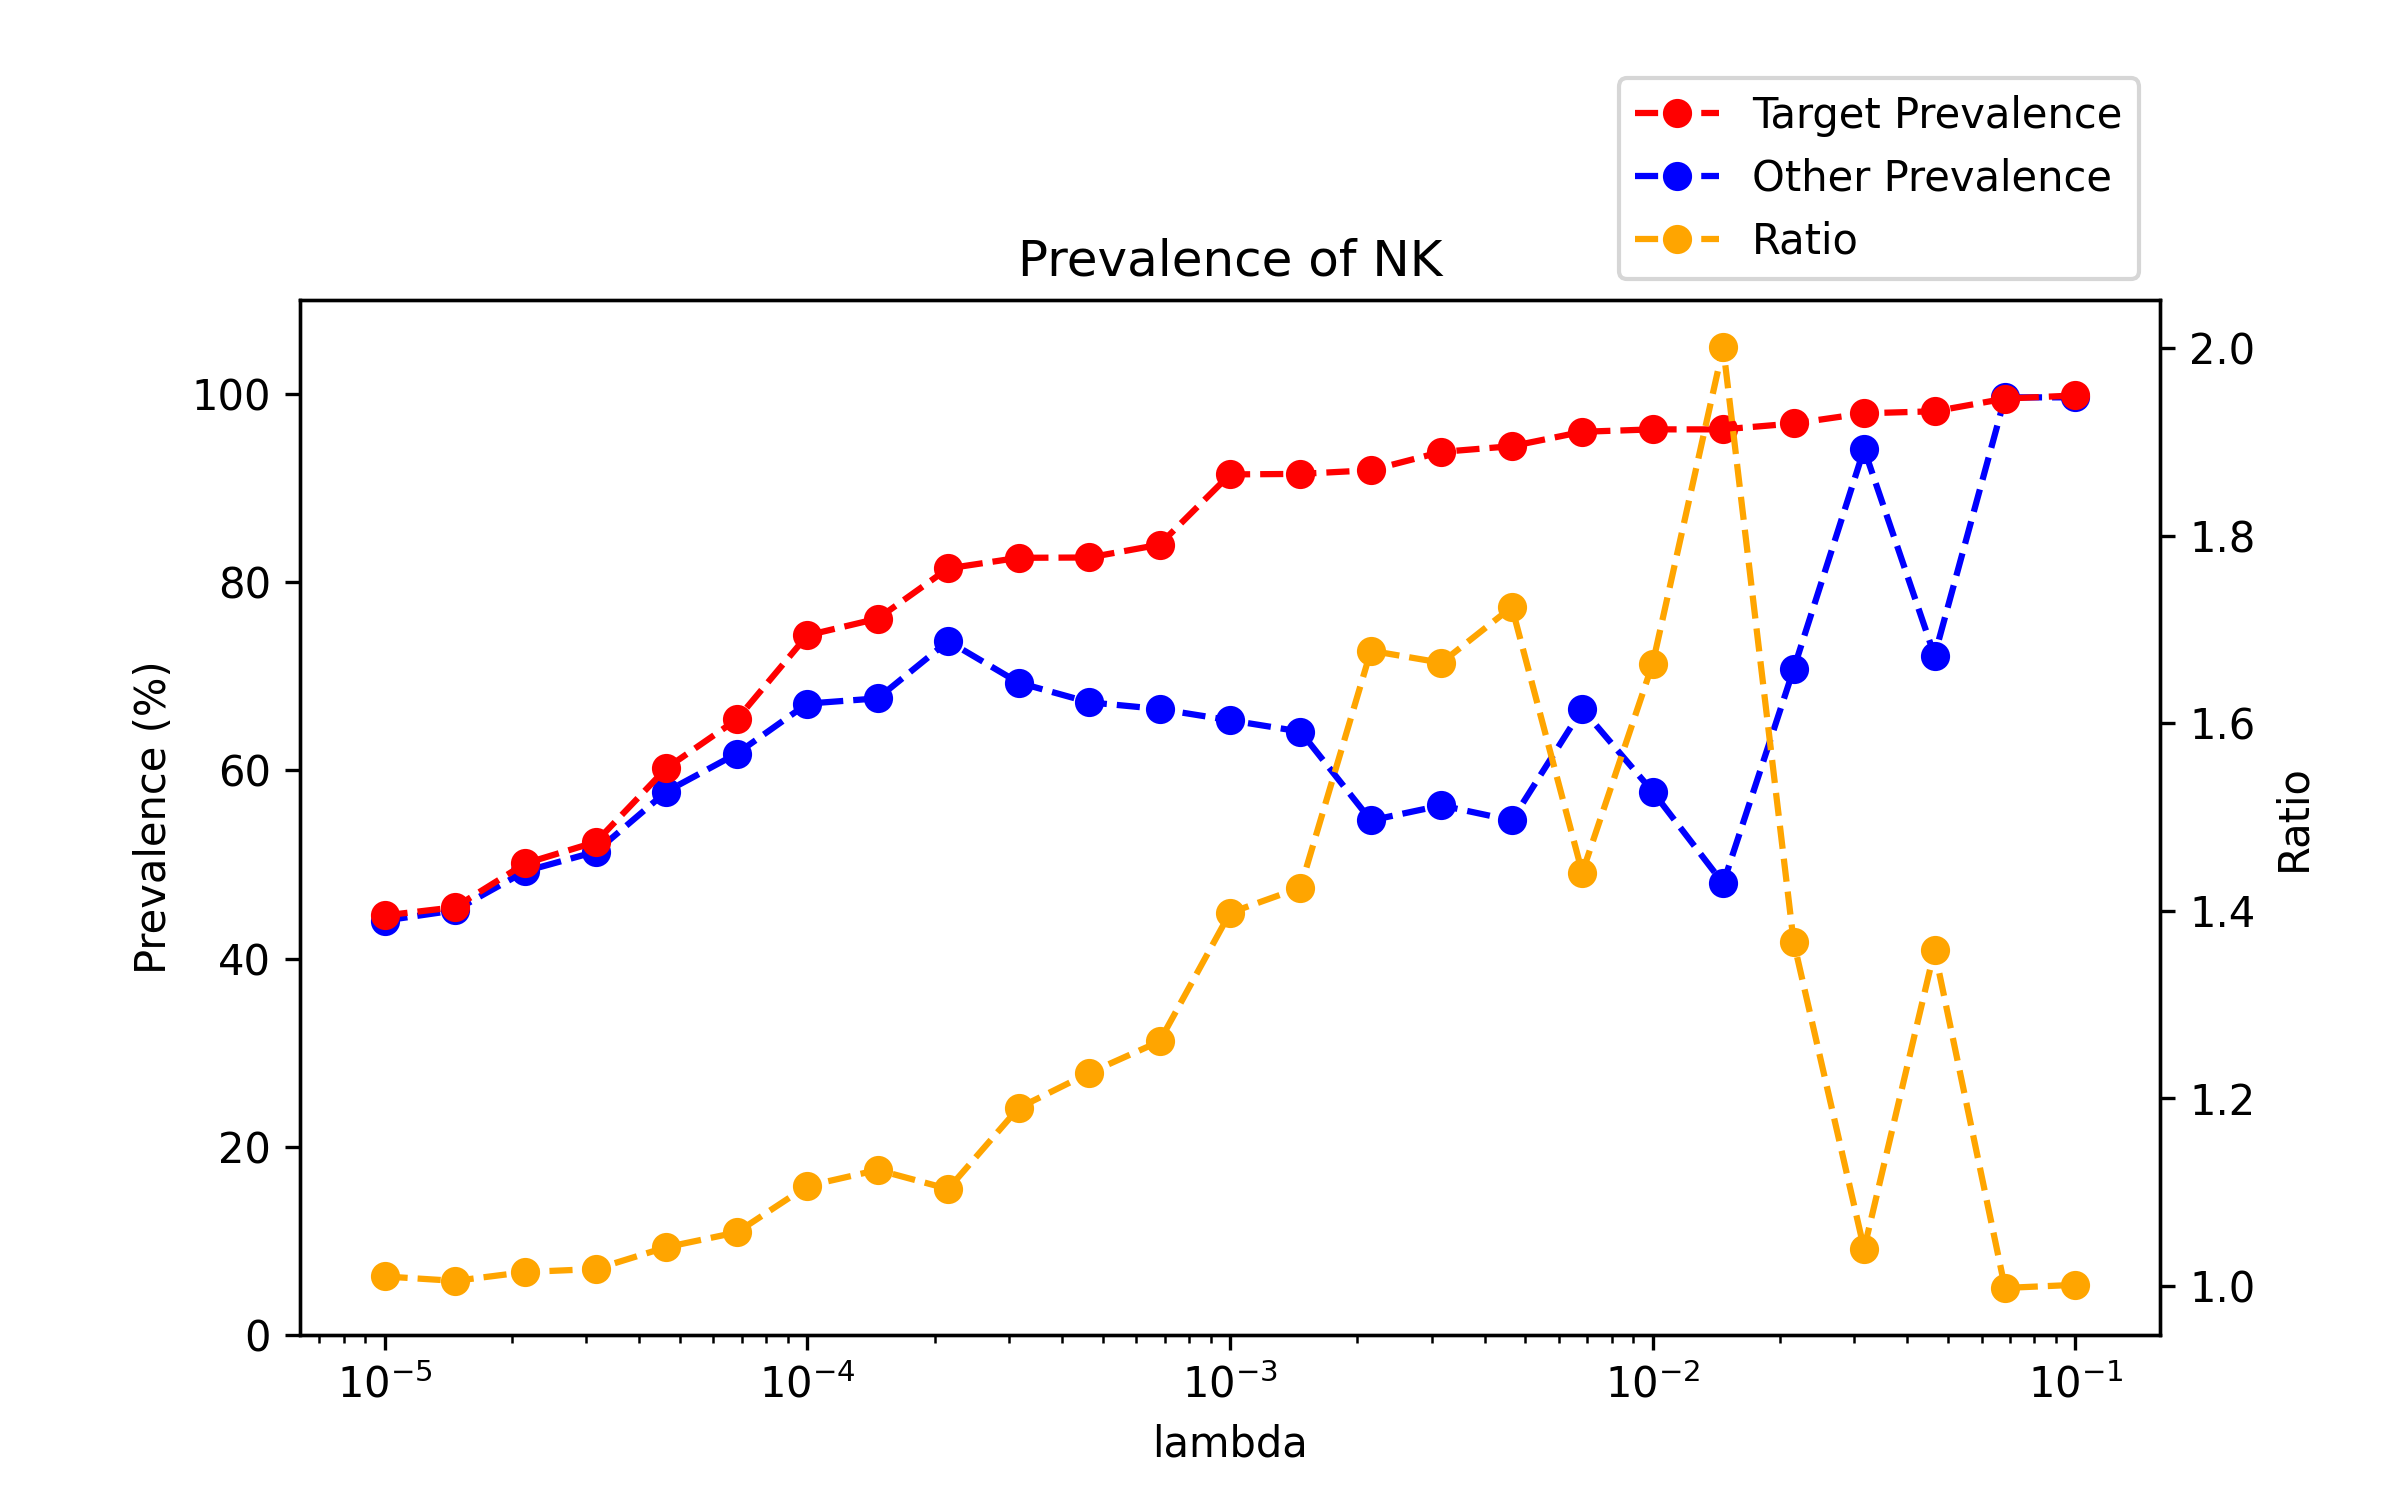 Target Prevalence
Other Prevalence
Ratio
Prevalence of NK
100
80
60
40
20
0
Prevalence (%)
2.0
1.8
1.6
1.4
1.2
1.0
Ratio
10⁻⁵ 10⁻⁴ 10⁻³ 10⁻² 10⁻¹
lambda